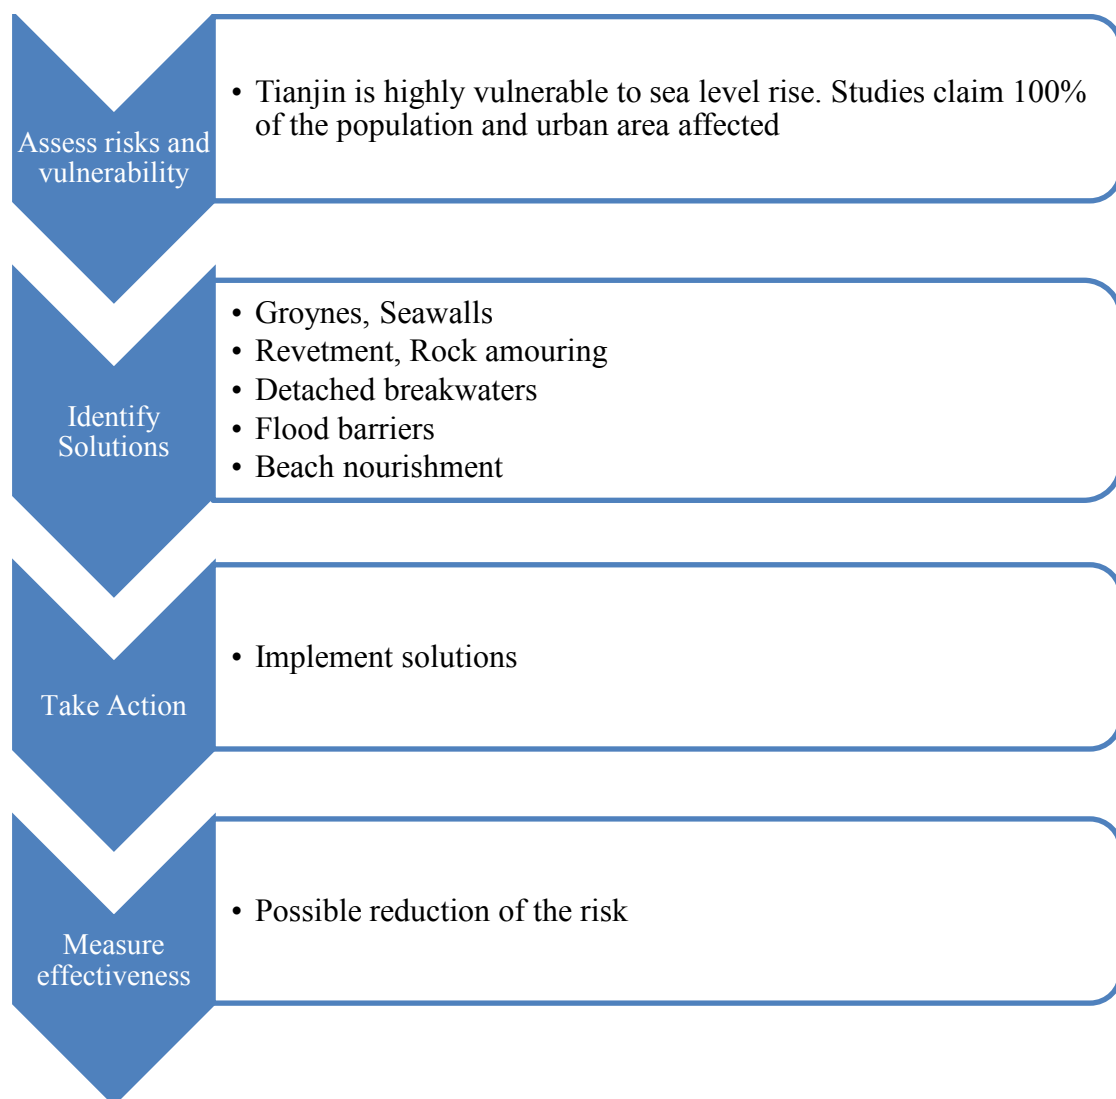 Assess risks and
vulnerability
• Tianjin is highly vulnerable to sea level rise. Studies claim 100%
of the population and urban area affected
Identify
Solutions
• Groynes, Seawalls
• Revetment, Rock amouring
• Detached breakwaters
• Flood barriers
• Beach nourishment
Take Action
• Implement solutions
Measure
effectiveness
• Possible reduction of the risk